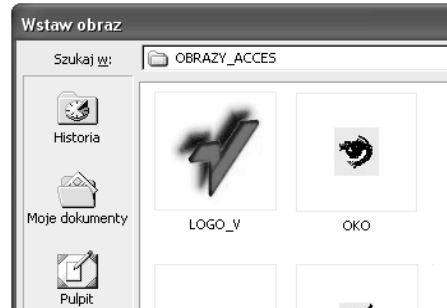 Wstaw obraz
Szukaj w:
OBRAZY_ACCES
Historia
Moje dokumenty
Pulpit
LOGO_V
OKO